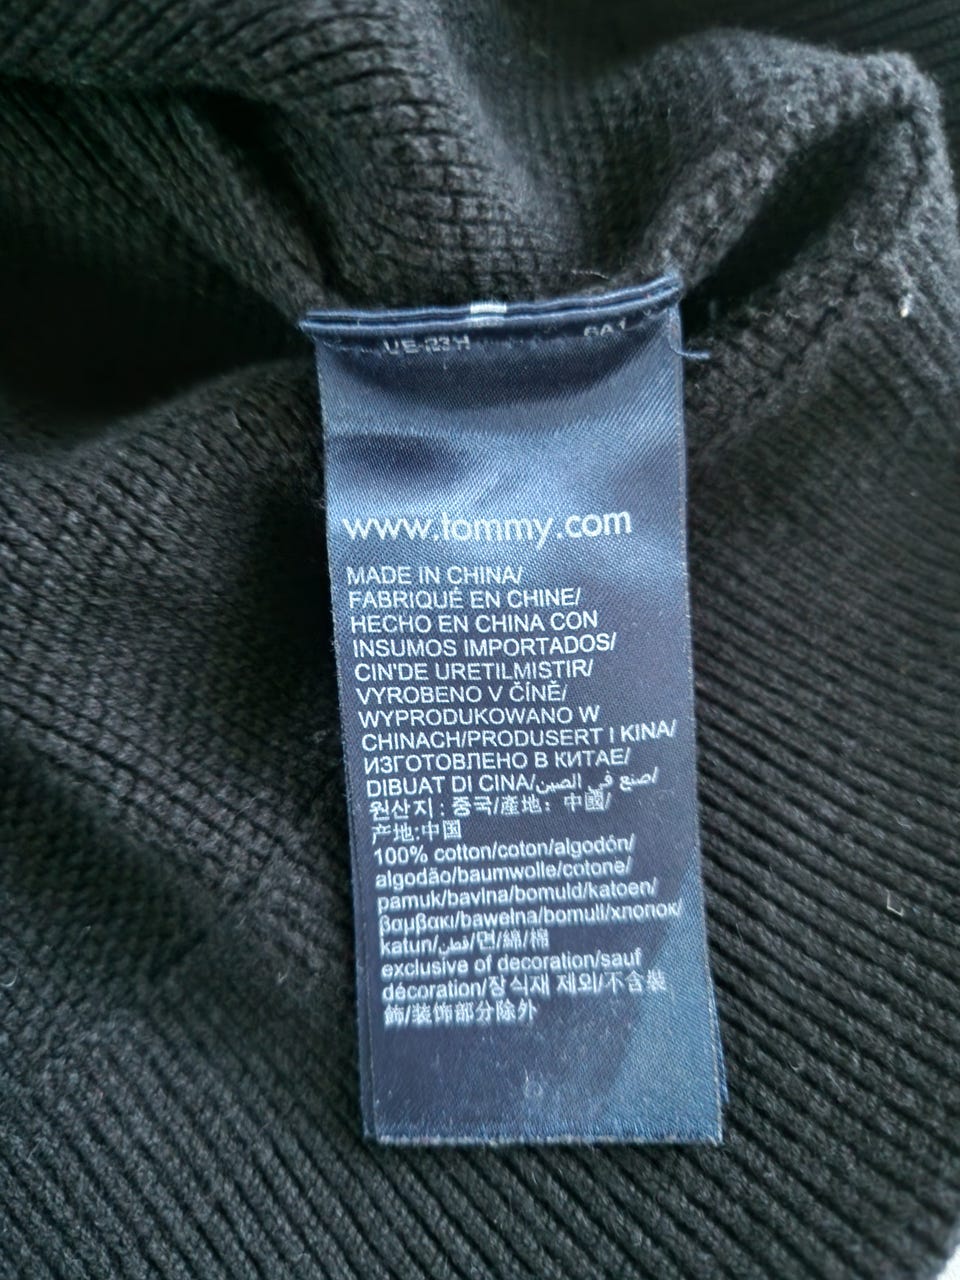 www.tommy.com
MADE IN CHINA/
FABRIQUÉ EN CHINE/
HECHO EN CHINA CON
INSUMOS IMPORTADOS/
CIN'DE URETILMISTIR/
VYROBENO V ČÍNĚ/
WYPRODUKOWANO W
CHINACH/PRODUSERT I KINA/
ИЗГОТОВЛЕНО В КИТАЕ/
DIBUAT DI CINA/صنع في الصين/
원산지: 중국/產地: 中國/
产地:中国
100% cotton/coton/algodón/
algodão/baumwolle/cotone/
pamuk/bavlna/bomuld/katoen/
βαμβακι/bawełna/bomull/хлопок/
katun/قطن/면/綿/棉
exclusive of decoration/sauf
décoration/장식재 제외/不含裝
飾/装饰部分除外